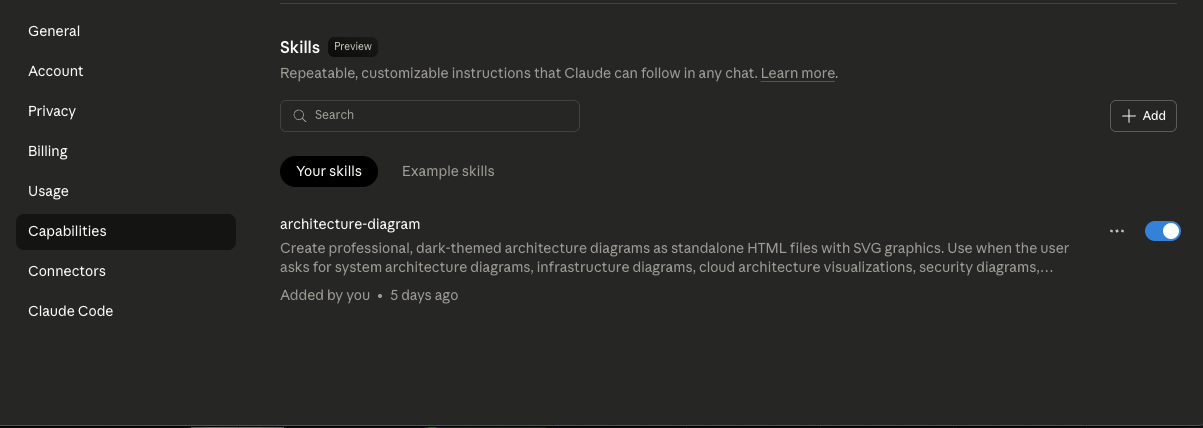 General
Account
Privacy
Billing
Usage
Capabilities
Connectors
Claude Code
Skills Preview
Repeatable, customizable instructions that Claude can follow in any chat. Learn more.
Search
Add
Your skills Example skills
architecture-diagram
Create professional, dark-themed architecture diagrams as standalone HTML files with SVG graphics. Use when the user
asks for system architecture diagrams, infrastructure diagrams, cloud architecture visualizations, security diagrams,...
Added by you • 5 days ago